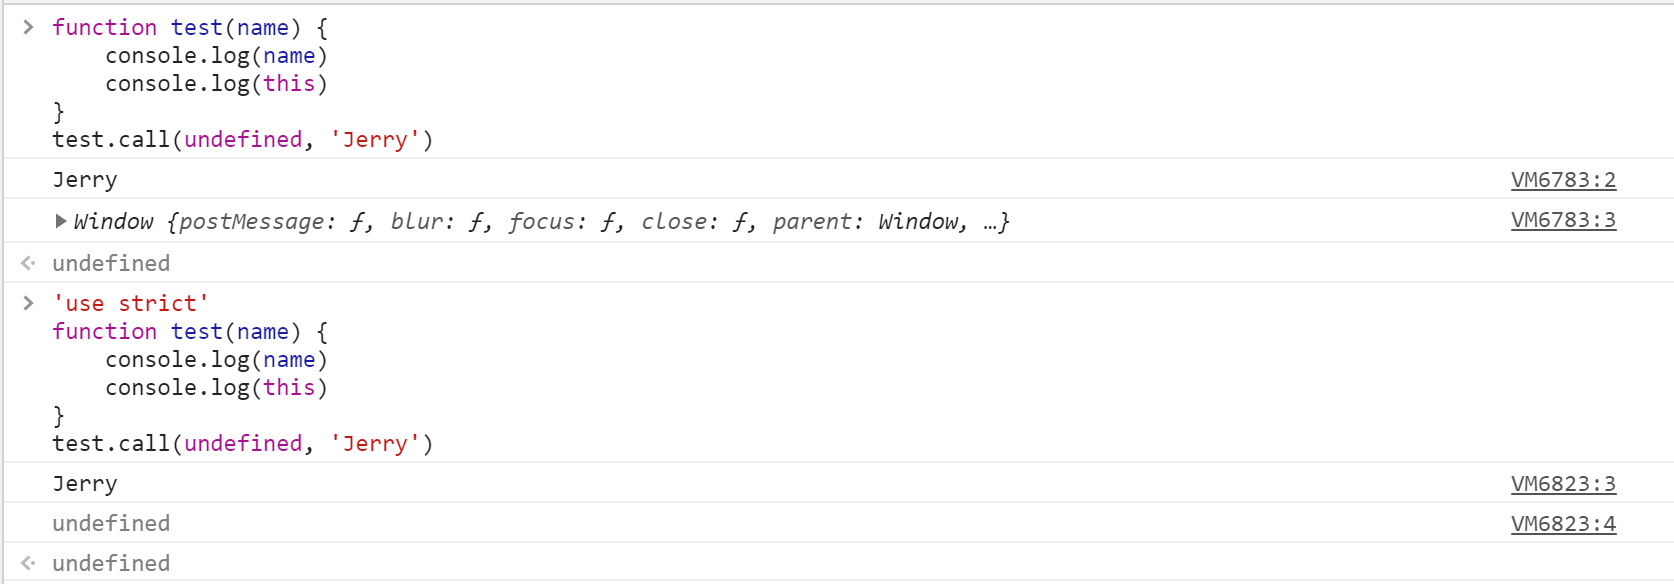 > function test(name) {
    console.log(name)
    console.log(this)
}
test.call(undefined, 'Jerry')
Jerry VM6783:2
▶Window {postMessage: ƒ, blur: ƒ, focus: ƒ, close: ƒ, parent: Window, …} VM6783:3
undefined
> 'use strict'
function test(name) {
    console.log(name)
    console.log(this)
}
test.call(undefined, 'Jerry')
Jerry VM6823:3
undefined VM6823:4
undefined